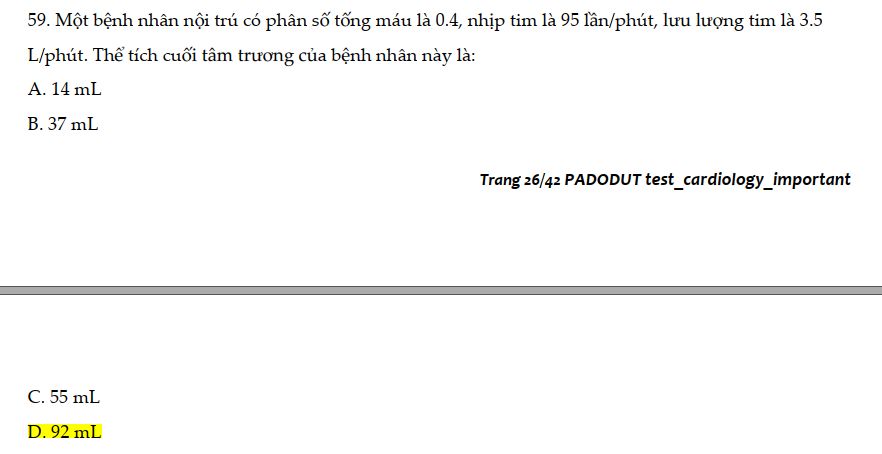 59. Một bệnh nhân nội trú có phân số tống máu là 0.4, nhịp tim là 95 lần/phút, lưu lượng tim là 3.5
L/phút. Thể tích cuối tâm trương của bệnh nhân này là:
A. 14 mL
B. 37 mL
Trang 26/42 PADODUT test_cardiology_important
C. 55 mL
D. 92 mL